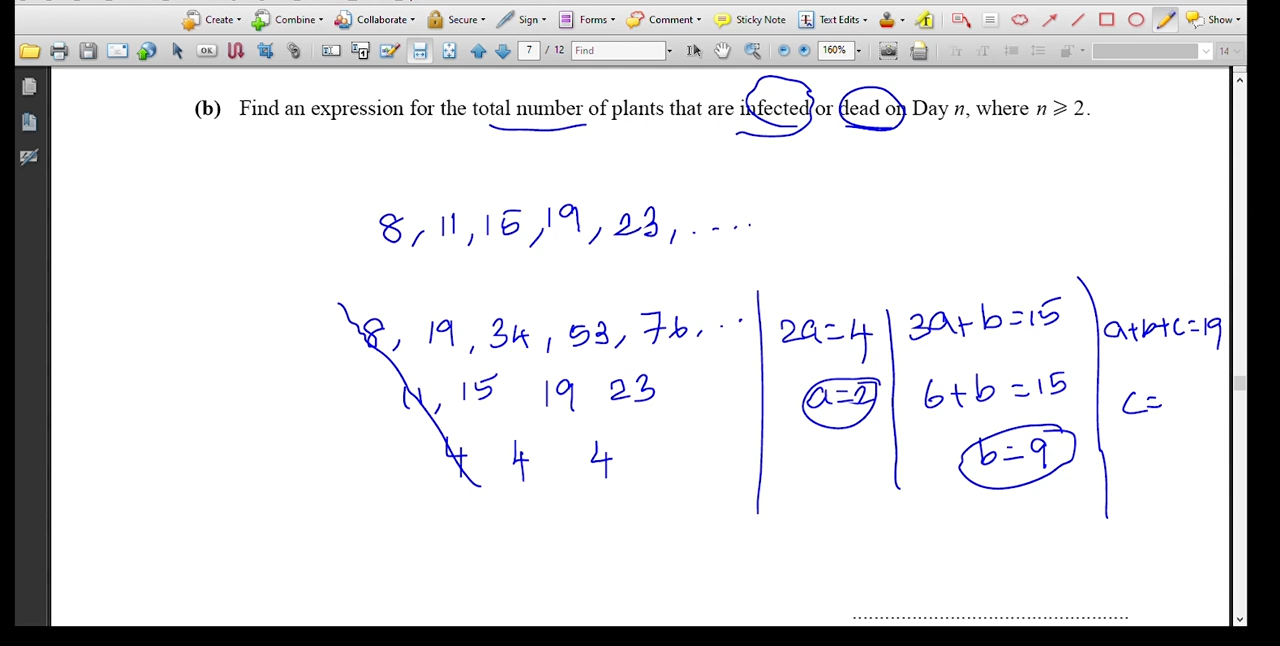 Create Combine Collaborate Secure Sign Forms Comment Sticky Note Text Edits Show
OK 7 / 12 Find 160% 14
(b) Find an expression for the total number of plants that are infected or dead on Day n, where n ⩾ 2.
8, 11, 15, 19, 23, ....
8, 19, 34, 53, 76, ...
11, 15 19 23
4 4 4
2a=4
a=2
3a+b=15
6+b=15
b=9
a+b+c=19
c=